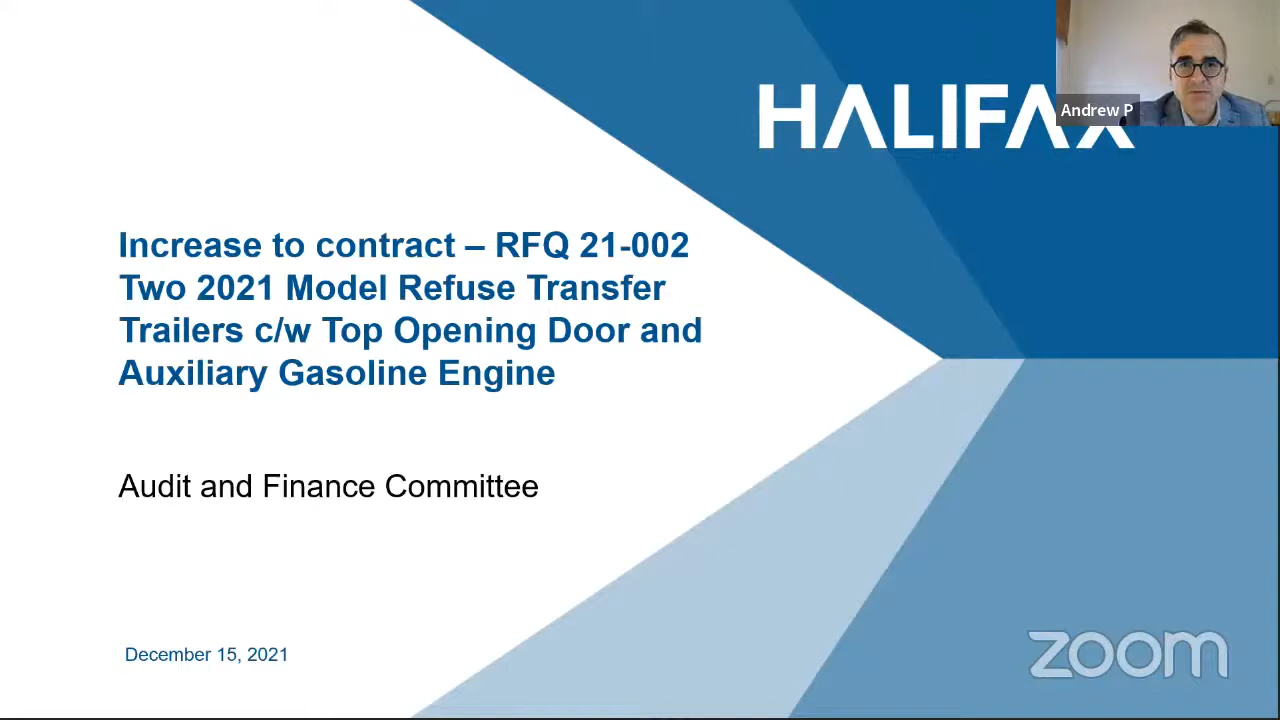 HALIFAX
Andrew P
Increase to contract – RFQ 21-002
Two 2021 Model Refuse Transfer
Trailers c/w Top Opening Door and
Auxiliary Gasoline Engine
Audit and Finance Committee
December 15, 2021
zoom